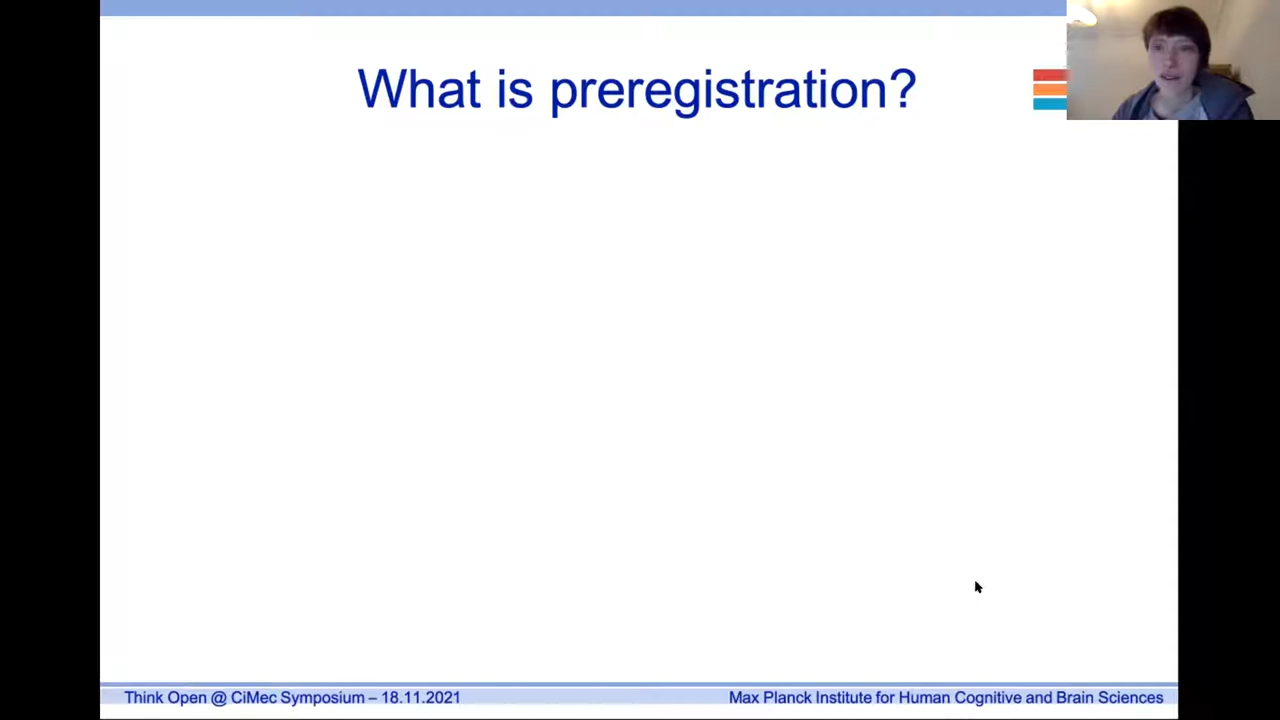 What is preregistration?
Think Open @ CiMec Symposium – 18.11.2021
Max Planck Institute for Human Cognitive and Brain Sciences